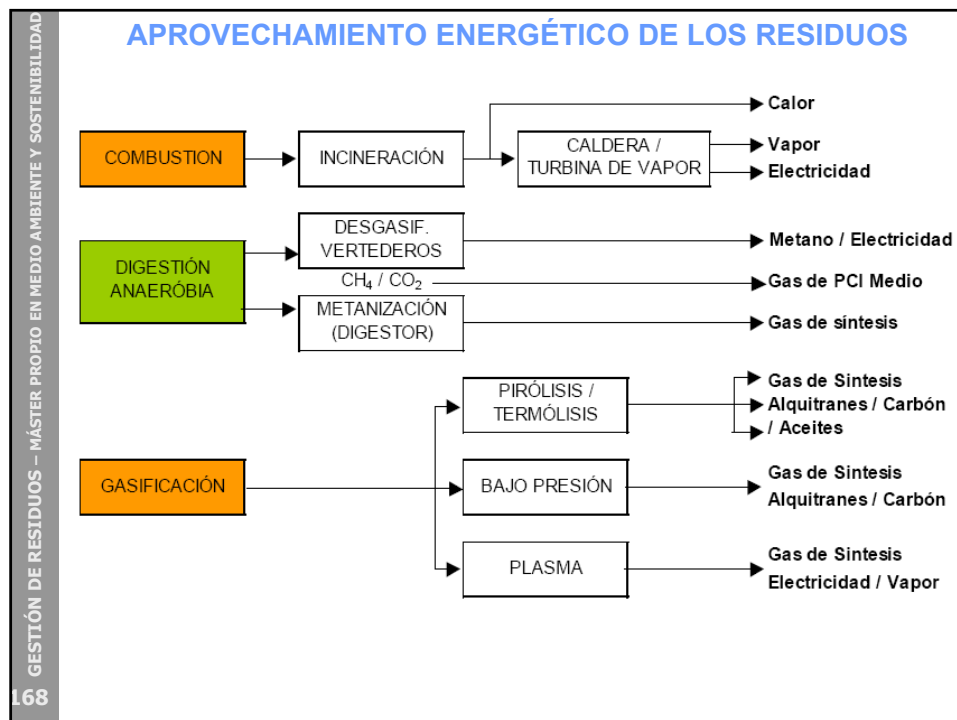 APROVECHAMIENTO ENERGÉTICO DE LOS RESIDUOS
GESTIÓN DE RESIDUOS – MÁSTER PROPIO EN MEDIO AMBIENTE Y SOSTENIBILIDAD
COMBUSTION
INCINERACIÓN
CALDERA /
TURBINA DE VAPOR
Calor
Vapor
Electricidad
DIGESTIÓN
ANAERÓBIA
DESGASIF.
VERTEDEROS
CH₄ / CO₂
METANIZACIÓN
(DIGESTOR)
Metano / Electricidad
Gas de PCI Medio
Gas de síntesis
GASIFICACIÓN
PIRÓLISIS /
TERMÓLISIS
Gas de Sintesis
Alquitranes / Carbón
/ Aceites
BAJO PRESIÓN
Gas de Sintesis
Alquitranes / Carbón
PLASMA
Gas de Sintesis
Electricidad / Vapor
168